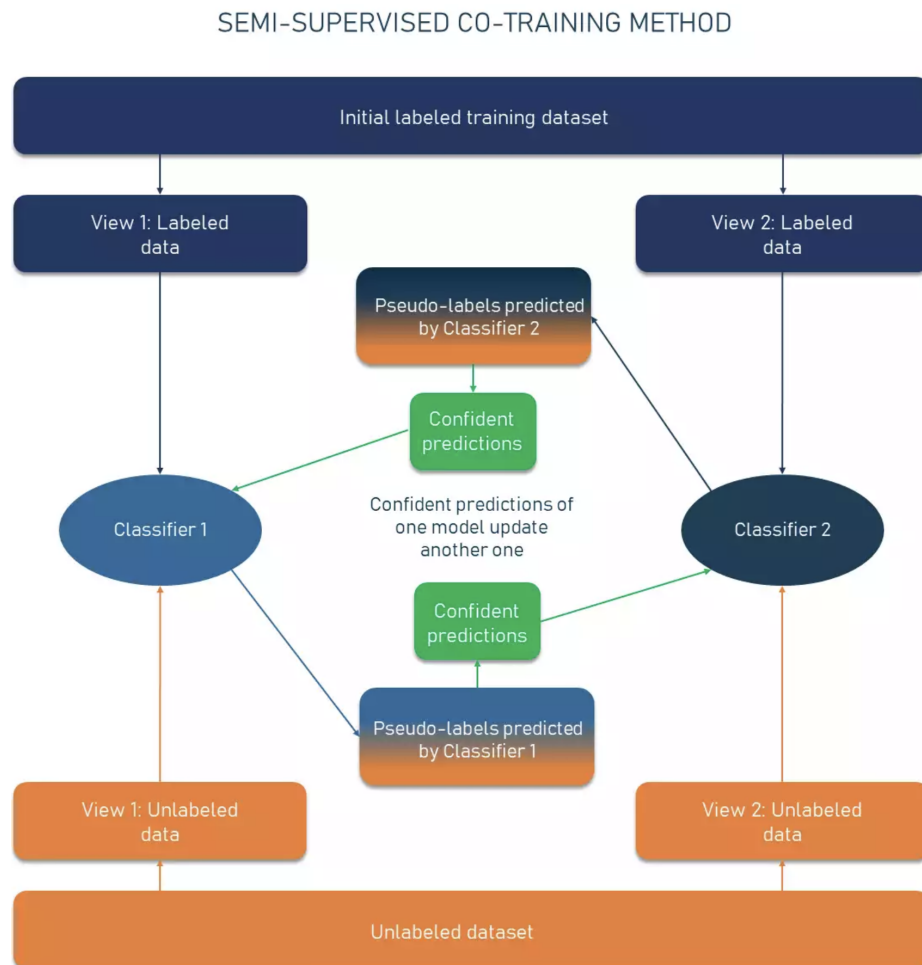 SEMI-SUPERVISED CO-TRAINING METHOD
Initial labeled training dataset
View 1: Labeled
data
View 2: Labeled
data
Pseudo-labels predicted
by Classifier 2
Confident
predictions
Classifier 1
Confident predictions of
one model update
another one
Classifier 2
Confident
predictions
Pseudo-labels predicted
by Classifier 1
View 1: Unlabeled
data
View 2: Unlabeled
data
Unlabeled dataset